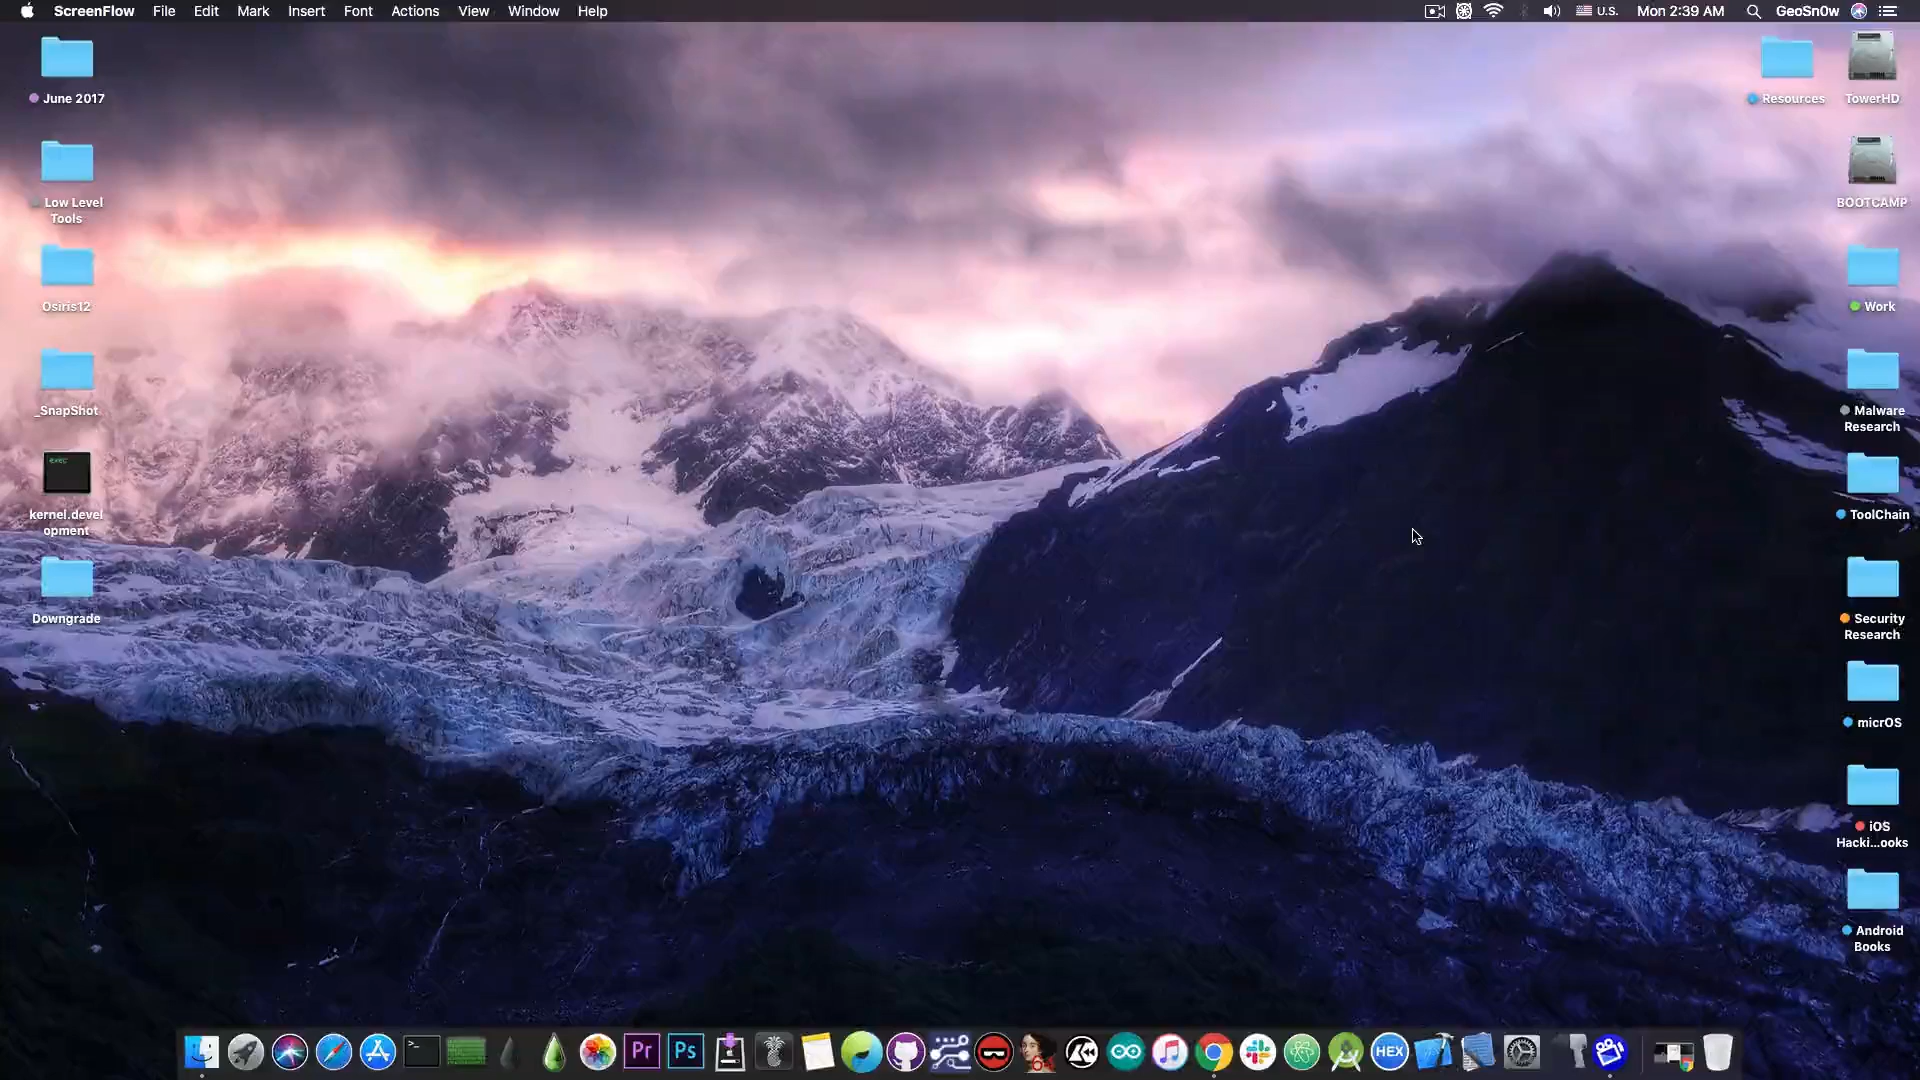 ScreenFlow File Edit Mark Insert Font Actions View Window Help U.S. Mon 2:39 AM GeoSn0w
June 2017
Low Level
Tools
Osiris12
_SnapShot
exec
kernel.devel
opment
Downgrade
Resources
TowerHD
BOOTCAMP
Work
Malware
Research
ToolChain
Security
Research
micrOS
iOS
Hacki...ooks
Android
Books
>_
Pr
Ps
HEX